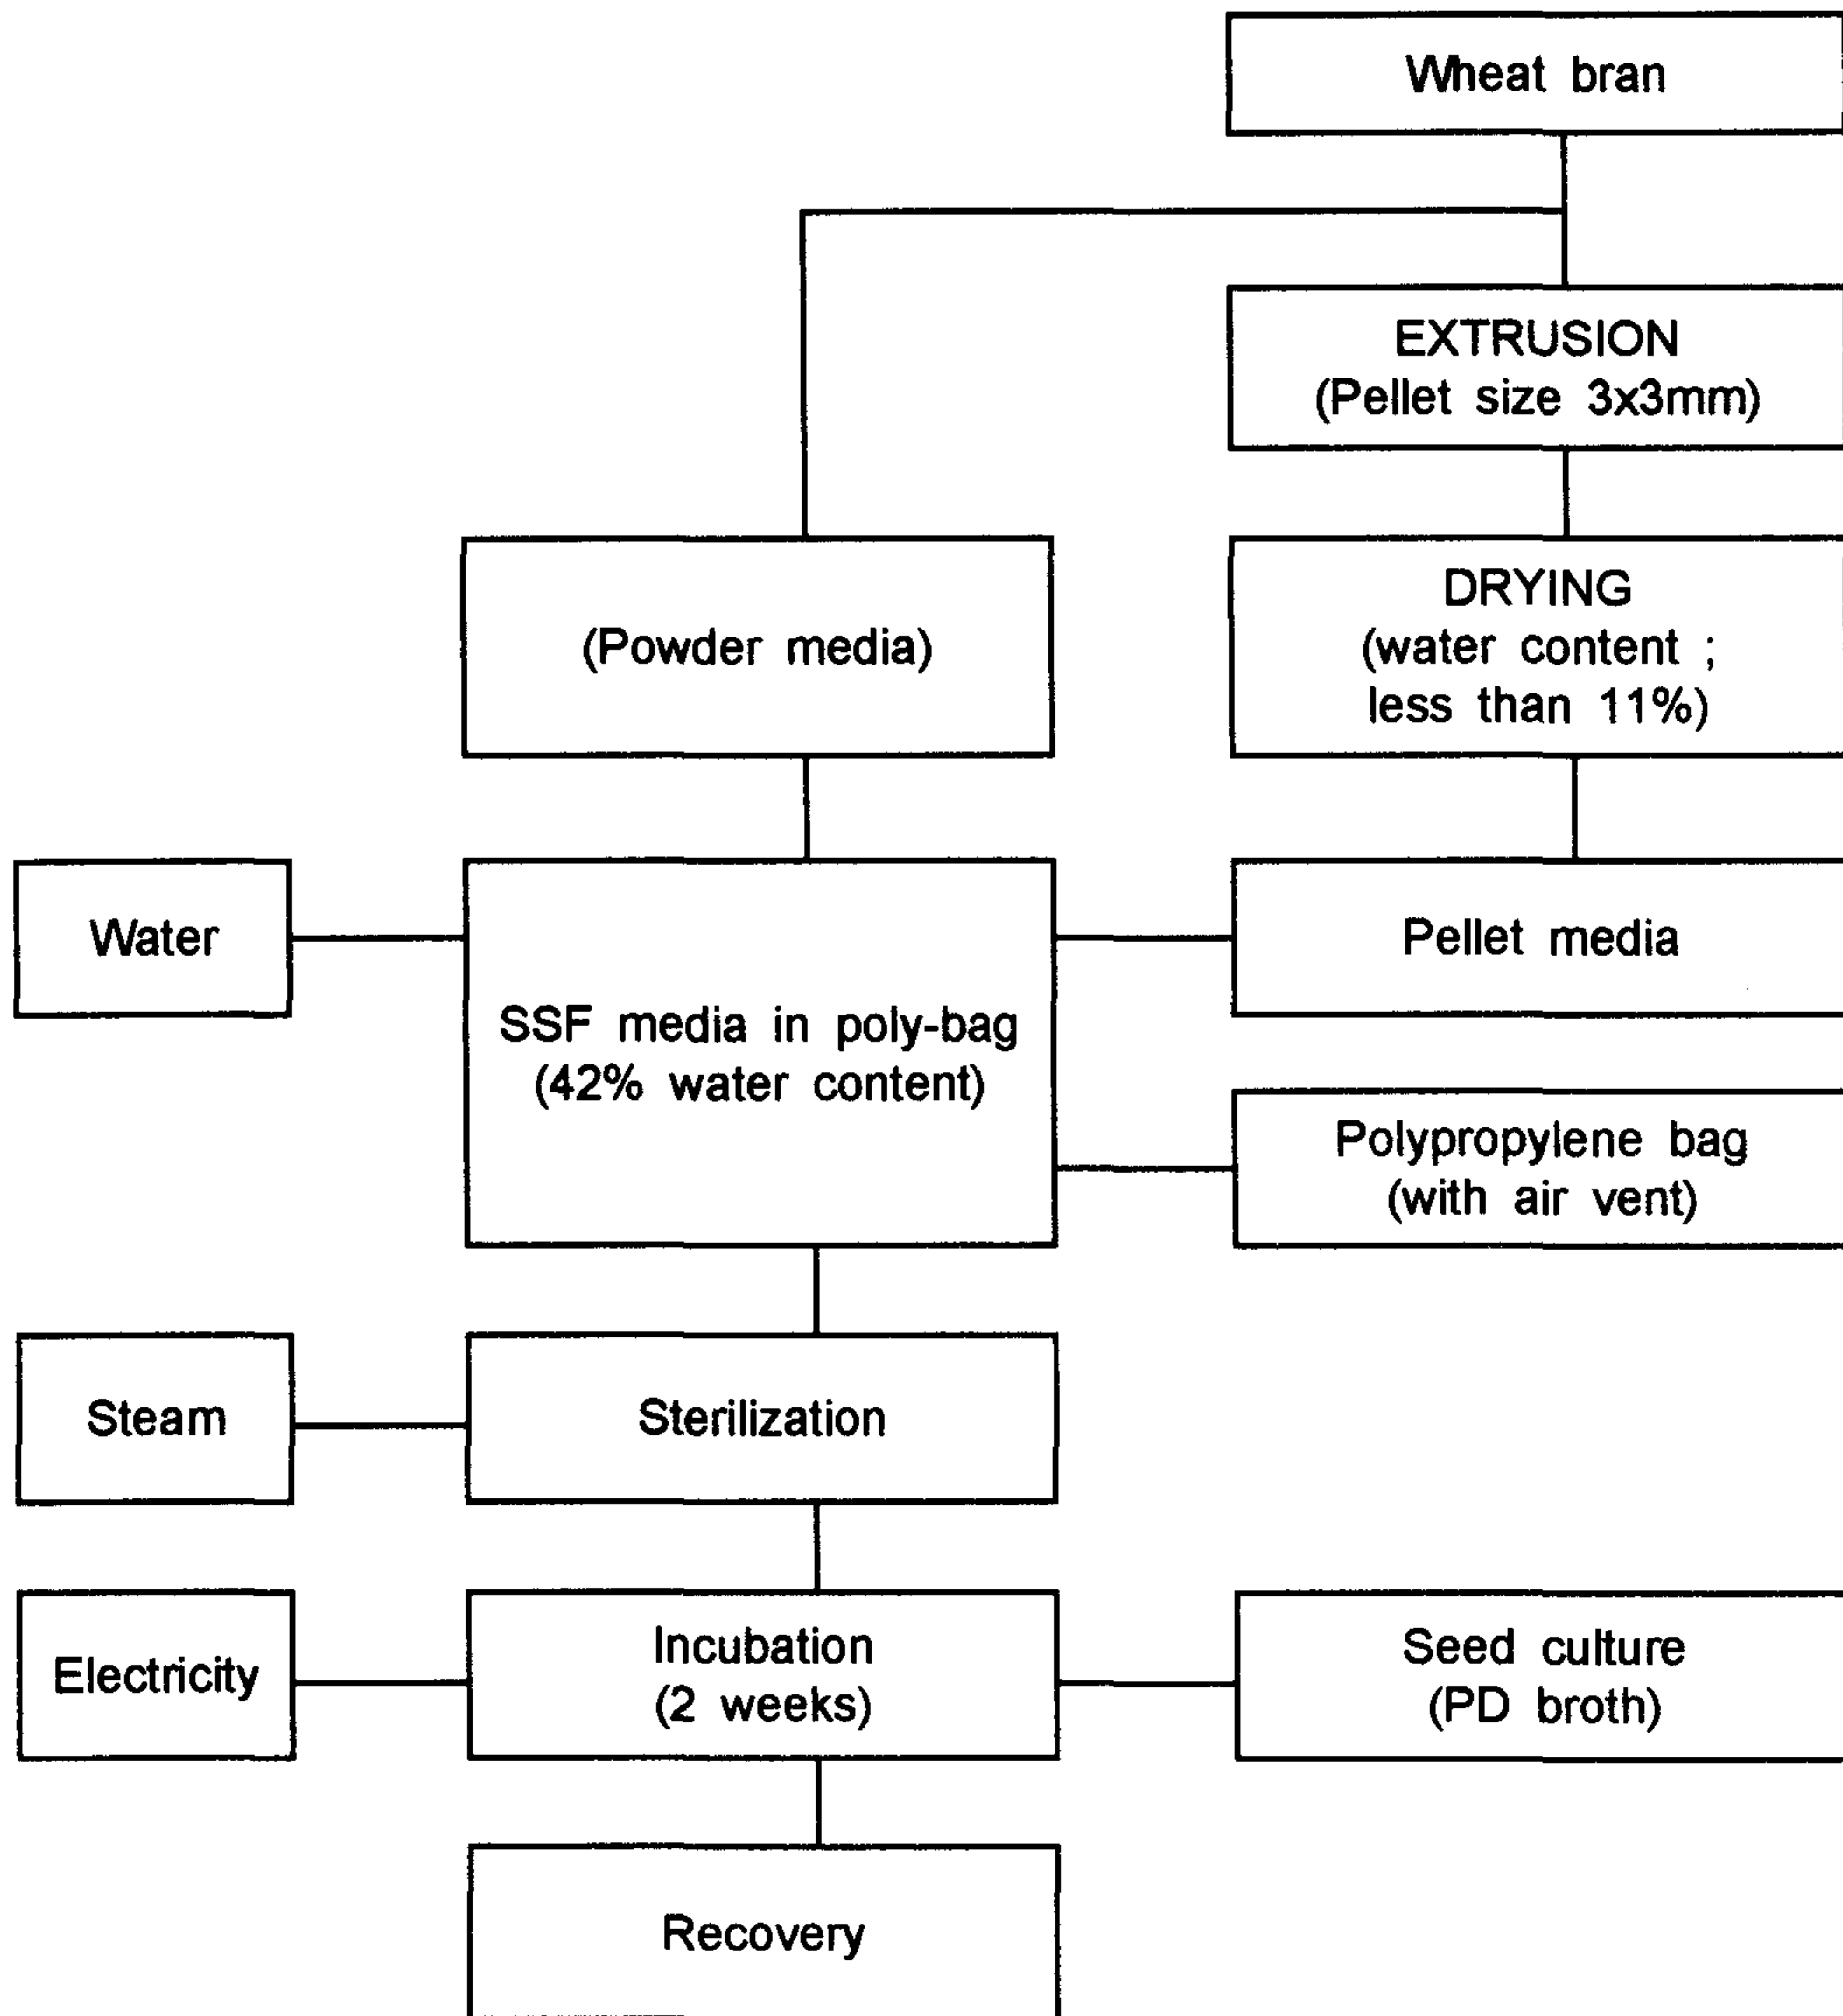 Wheat bran
EXTRUSION
(Pellet size 3x3mm)
(Powder media)
DRYING
(water content ;
less than 11%)
Water
SSF media in poly-bag
(42% water content)
Pellet media
Polypropylene bag
(with air vent)
Steam
Sterilization
Electricity
Incubation
(2 weeks)
Seed culture
(PD broth)
Recovery